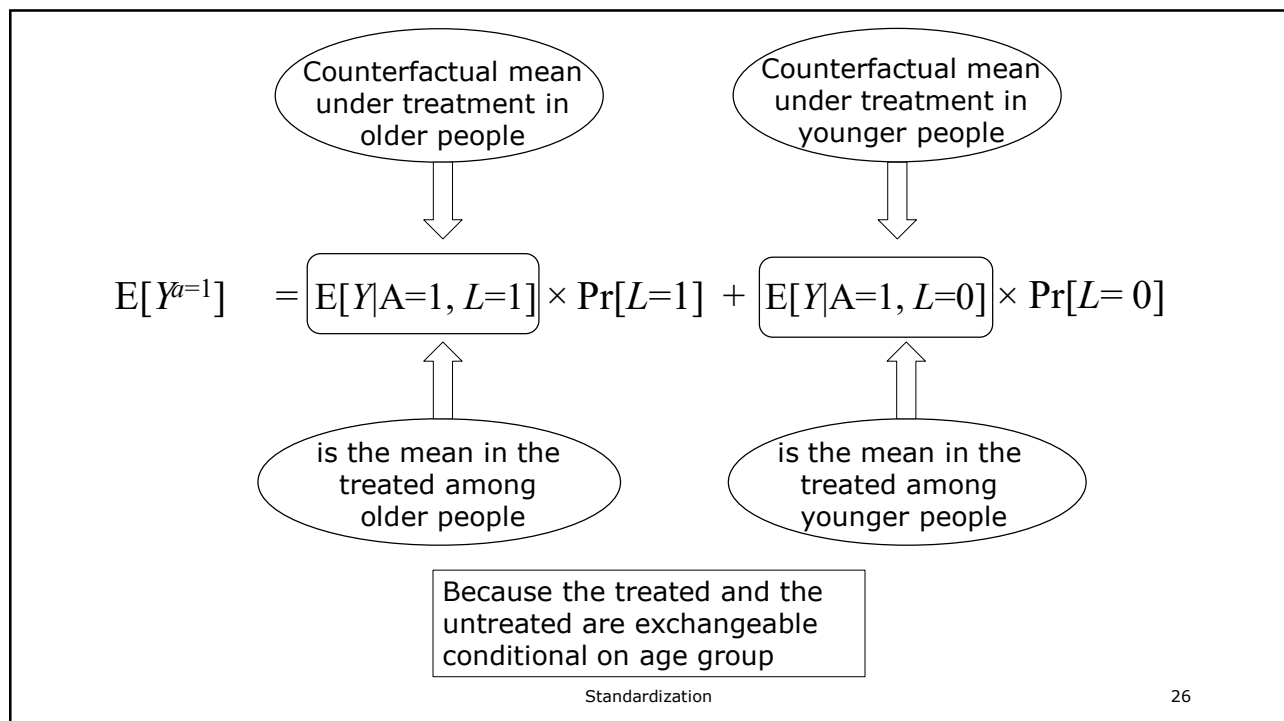 Counterfactual mean
under treatment in
older people
Counterfactual mean
under treatment in
younger people
E[Y^{a=1}] = E[Y|A=1, L=1] × Pr[L=1] + E[Y|A=1, L=0] × Pr[L= 0]
is the mean in the
treated among
older people
is the mean in the
treated among
younger people
Because the treated and the
untreated are exchangeable
conditional on age group
Standardization 26